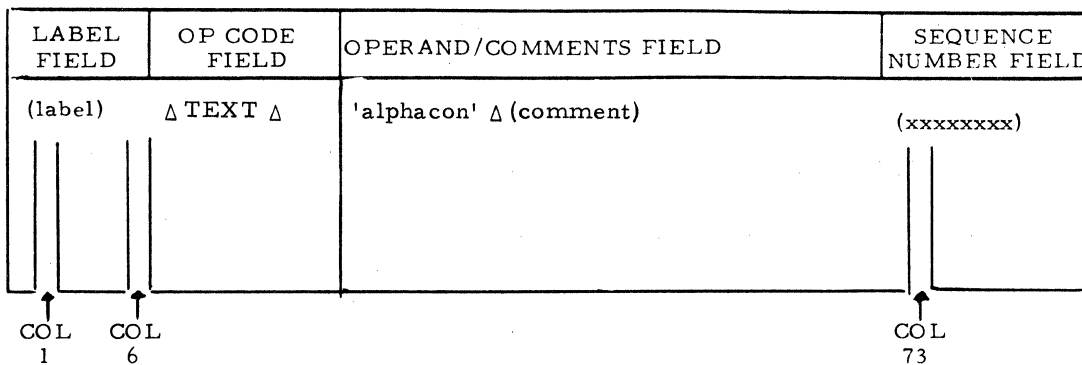 LABEL FIELD
OP CODE FIELD
OPERAND/COMMENTS FIELD
SEQUENCE NUMBER FIELD
(label) Δ TEXT Δ 'alphacon' Δ (comment) (xxxxxxxx)
COL 1
COL 6
COL 73